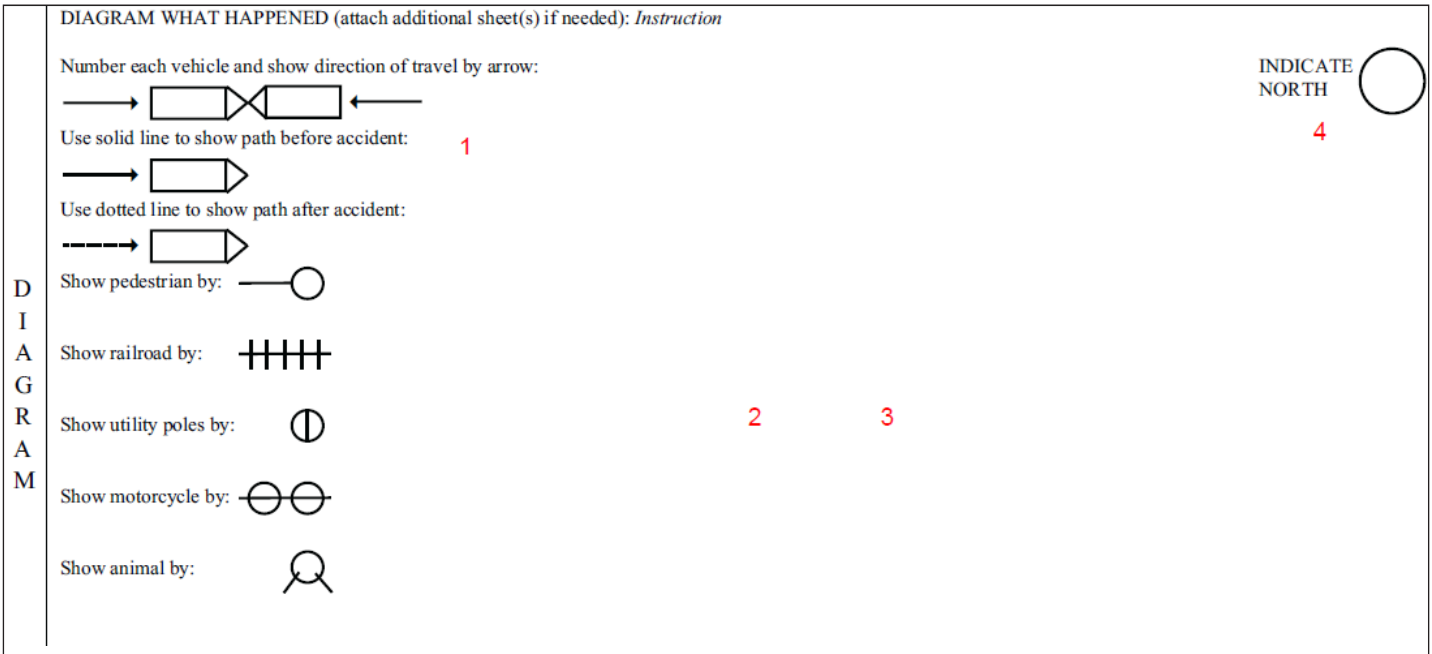 DIAGRAM WHAT HAPPENED (attach additional sheet(s) if needed): Instruction
Number each vehicle and show direction of travel by arrow:
INDICATE
NORTH
4
Use solid line to show path before accident:
1
Use dotted line to show path after accident:
Show pedestrian by:
Show railroad by:
Show utility poles by:
2
3
Show motorcycle by:
Show animal by:
D
I
A
G
R
A
M